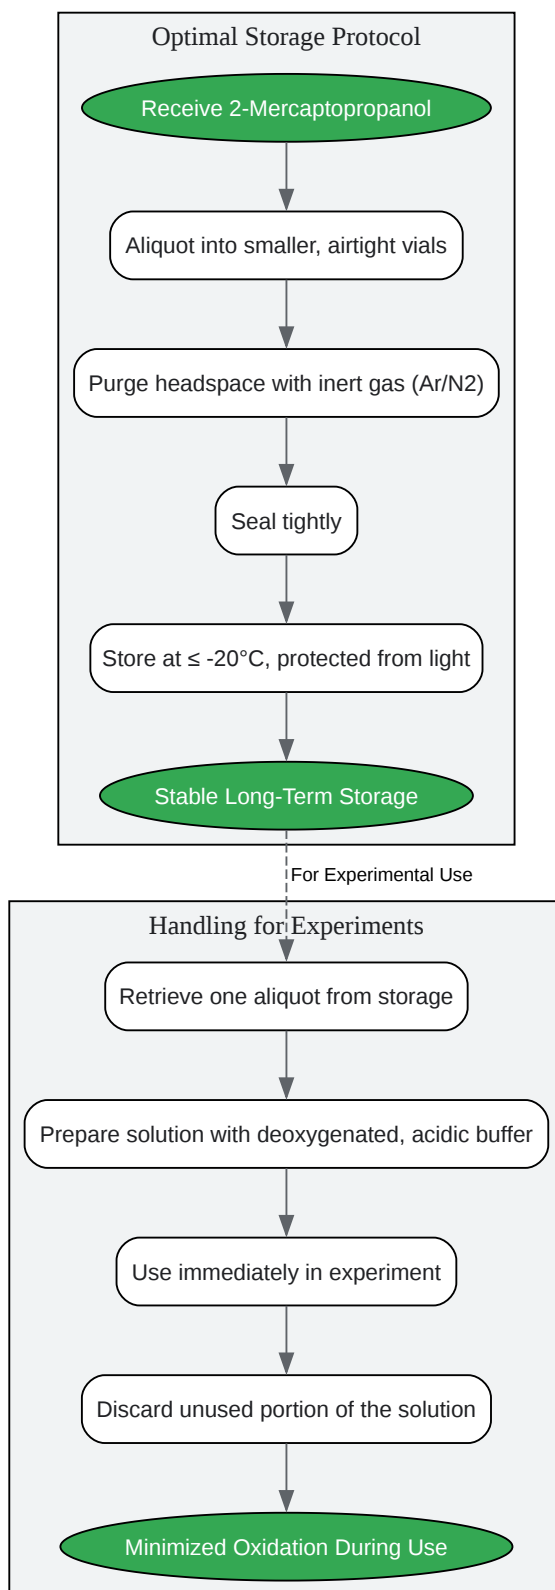 Optimal Storage Protocol
Receive 2-Mercaptopropanol
Aliquot into smaller, airtight vials
Purge headspace with inert gas (Ar/N2)
Seal tightly
Store at ≤ -20°C, protected from light
Stable Long-Term Storage
For Experimental Use
Handling for Experiments
Retrieve one aliquot from storage
Prepare solution with deoxygenated, acidic buffer
Use immediately in experiment
Discard unused portion of the solution
Minimized Oxidation During Use